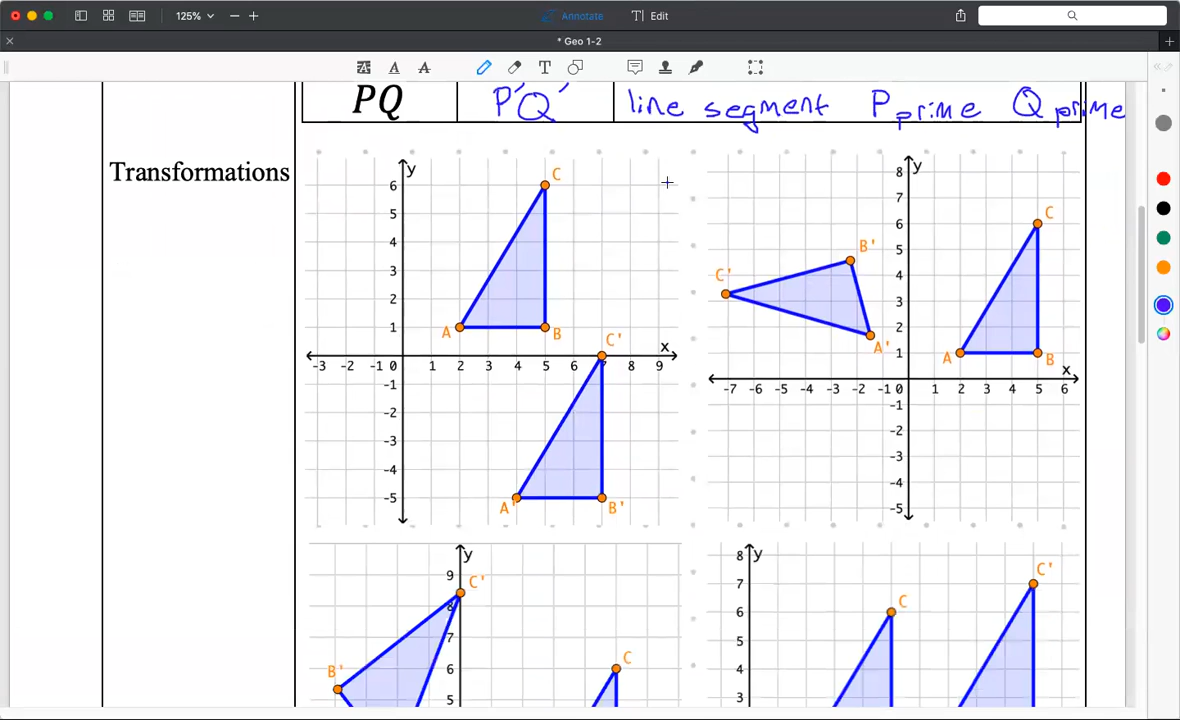 125%
Annotate
Edit
* Geo 1-2
PQ
P'Q'
line segment P prime Q prime
Transformations
y
6
5
4
3
2
1
C
A
B
C'
x
-3 -2 -1 0 1 2 3 4 5 6 7 8 9
-1
-2
-3
-4
-5
A'
B'
y
8
7
6
5
4
3
2
1
C
B'
C'
A'
A
B
x
-7 -6 -5 -4 -3 -2 -1 0 1 2 3 4 5 6
-1
-2
-3
-4
-5
y
9
8
7
6
5
C'
B'
C
y
8
7
6
5
4
3
C'
C